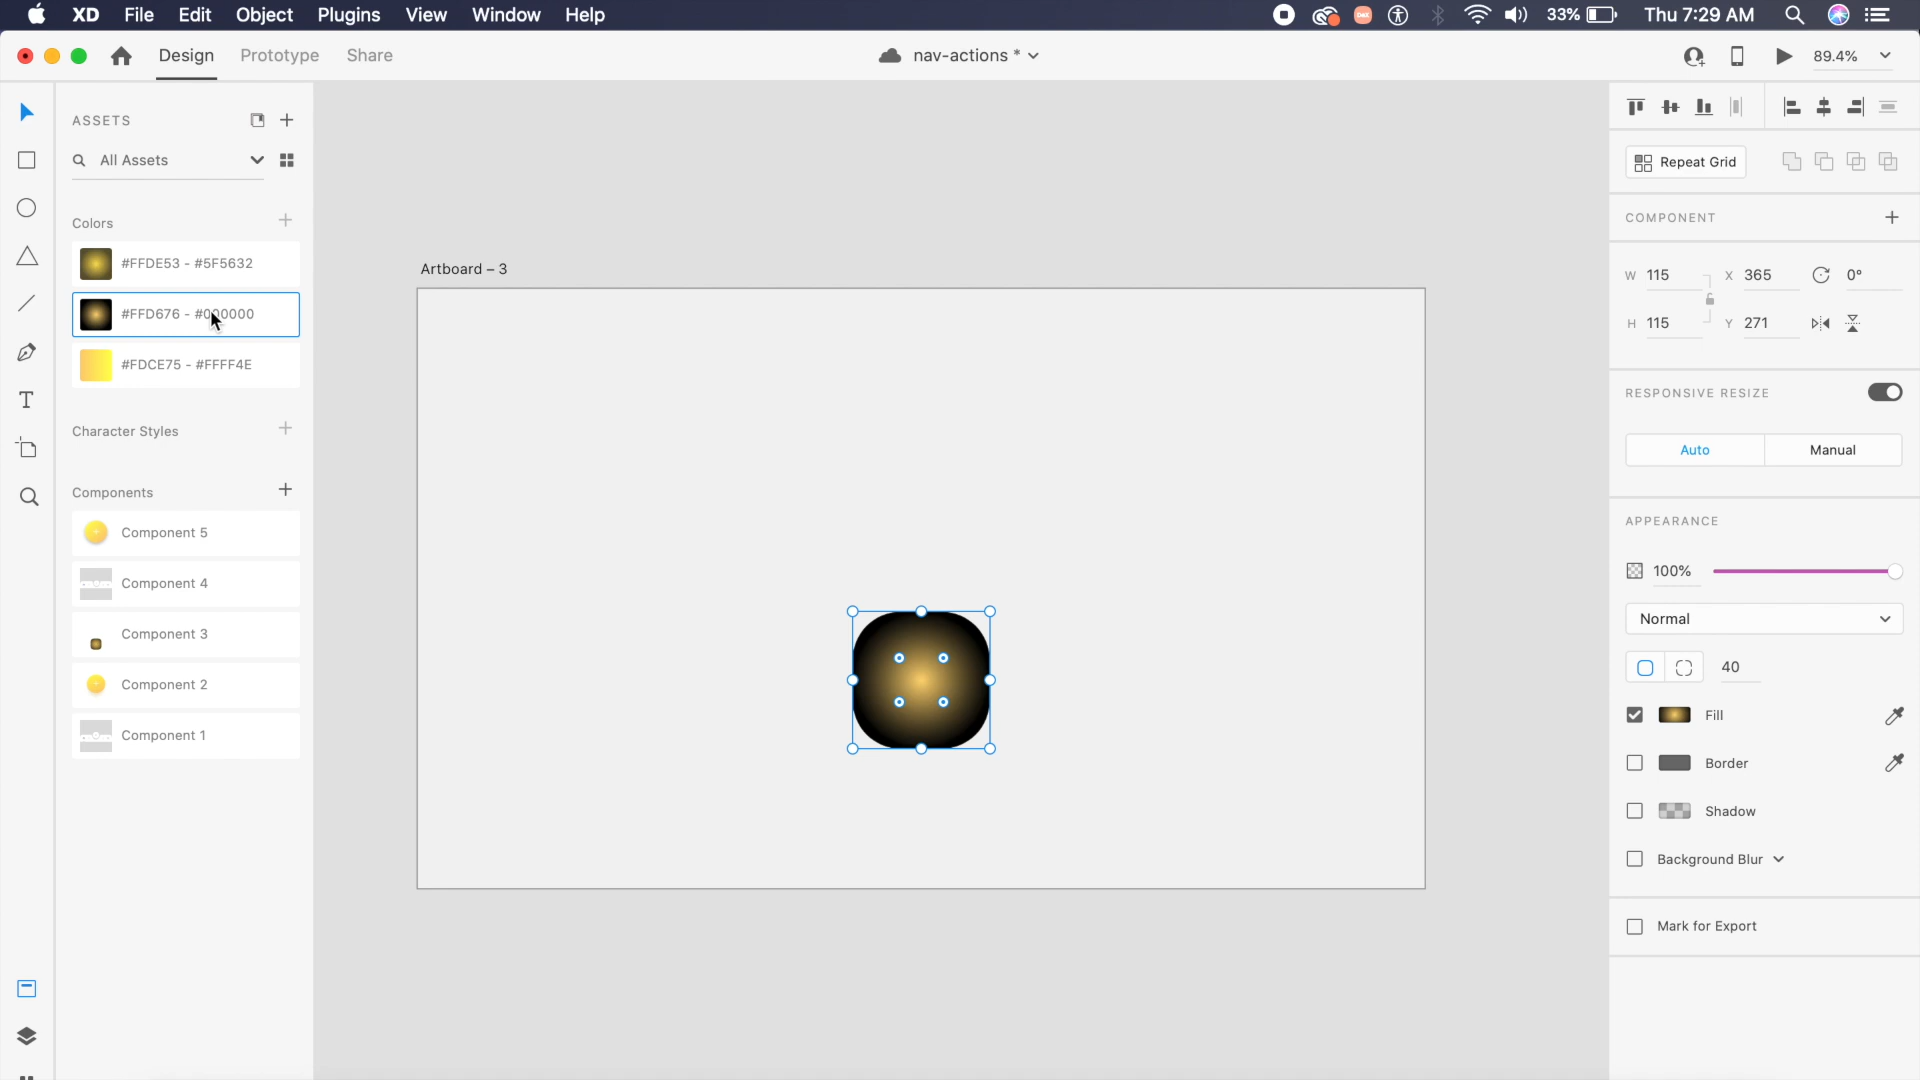 XD File Edit Object Plugins View Window Help 33% Thu 7:29 AM
Design Prototype Share nav-actions * 89.4%
ASSETS
All Assets
Colors
#FFDE53 - #5F5632
#FFD676 - #000000
#FDCE75 - #FFFF4E
Character Styles
Components
Component 5
Component 4
Component 3
Component 2
Component 1
Artboard – 3
Repeat Grid
COMPONENT
W 115 X 365 0°
H 115 Y 271
RESPONSIVE RESIZE
Auto Manual
APPEARANCE
100%
Normal
40
Fill
Border
Shadow
Background Blur
Mark for Export